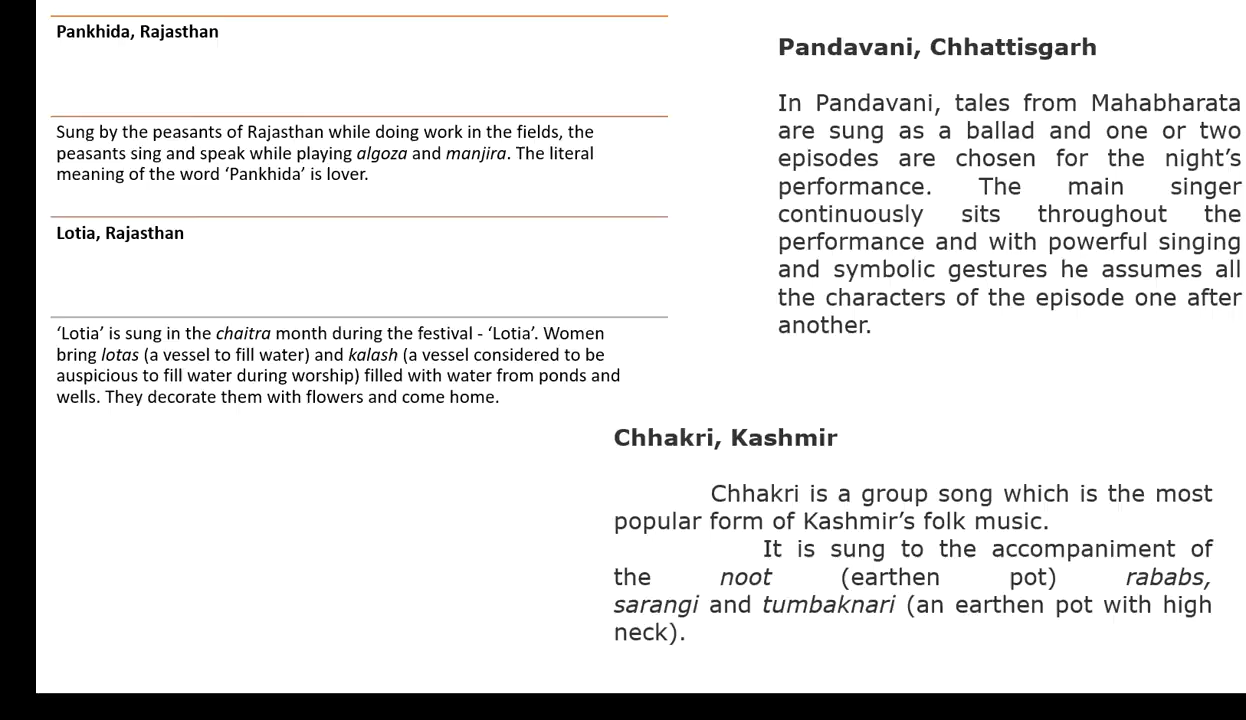 Pankhida, Rajasthan
Sung by the peasants of Rajasthan while doing work in the fields, the
peasants sing and speak while playing algoza and manjira. The literal
meaning of the word ‘Pankhida’ is lover.
Lotia, Rajasthan
‘Lotia’ is sung in the chaitra month during the festival - ‘Lotia’. Women
bring lotas (a vessel to fill water) and kalash (a vessel considered to be
auspicious to fill water during worship) filled with water from ponds and
wells. They decorate them with flowers and come home.
Pandavani, Chhattisgarh
In Pandavani, tales from Mahabharata
are sung as a ballad and one or two
episodes are chosen for the night’s
performance. The main singer
continuously sits throughout the
performance and with powerful singing
and symbolic gestures he assumes all
the characters of the episode one after
another.
Chhakri, Kashmir
Chhakri is a group song which is the most
popular form of Kashmir’s folk music.
It is sung to the accompaniment of
the noot (earthen pot) rababs,
sarangi and tumbaknari (an earthen pot with high
neck).